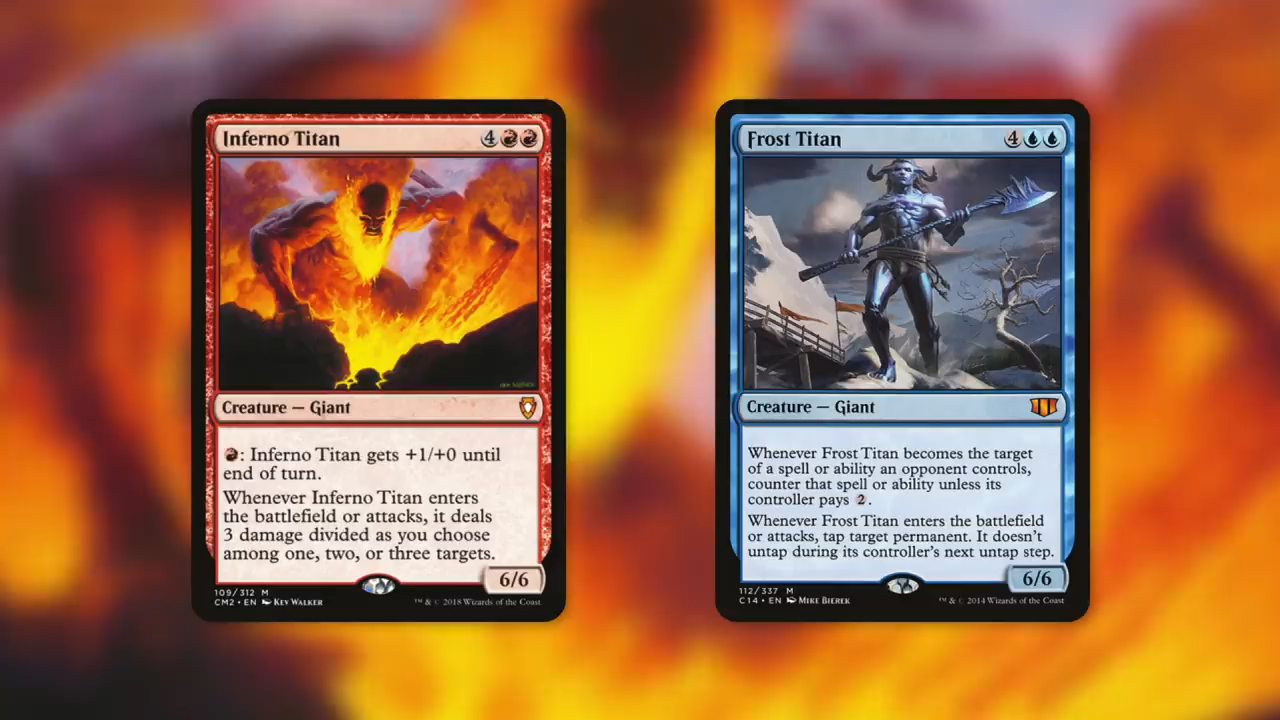 Inferno Titan
4
Creature — Giant
: Inferno Titan gets +1/+0 until
end of turn.
Whenever Inferno Titan enters
the battlefield or attacks, it deals
3 damage divided as you choose
among one, two, or three targets.
6/6
109/312 M
CM2 • EN Kev Walker
™ & © 2018 Wizards of the Coast
Frost Titan
4
Creature — Giant
Whenever Frost Titan becomes the target
of a spell or ability an opponent controls,
counter that spell or ability unless its
controller pays 2.
Whenever Frost Titan enters the battlefield
or attacks, tap target permanent. It doesn't
untap during its controller's next untap step.
6/6
112/337 M
C14 • EN Mike Bierek
™ & © 2014 Wizards of the Coast